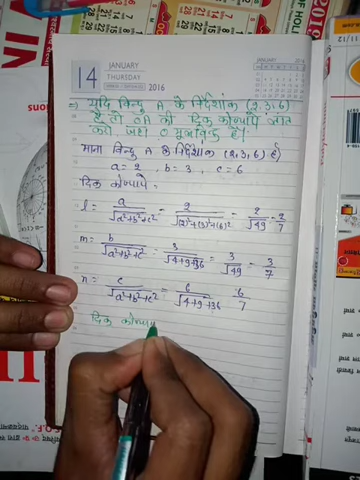 14
JANUARY
THURSDAY
2016
JANUARY 2016
⇒ यदि बिन्दु A के निर्देशांक (2,3,6)
है तो OA की दिक कोज्याएं ज्ञात
करो जहाँ O मूलबिंदु है।
माना बिन्दु A के निर्देशांक (2,3,6) है
a = 2, b = 3, c = 6
दिक कोज्याएं =
l = a/√a²+b²+c² = 2/√(2)²+(3)²+(6)² = 2/√49 = 2/7
m = b/√a²+b²+c² = 3/√4+9+36 = 3/√49 = 3/7
n = c/√a²+b²+c² = 6/√4+9+36 6/7
दिक कोज्या